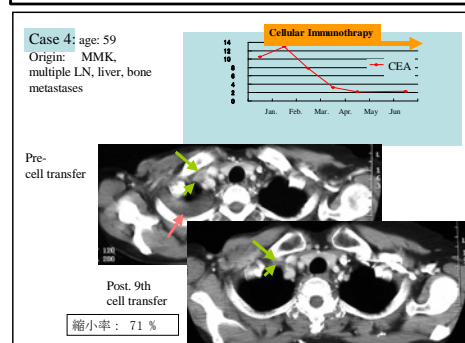 Case 4: age: 59
Origin: MMK,
multiple LN, liver, bone
metastases
Cellular Immunothrapy
14
12
10
8
6
4
2
0
CEA
Jan. Feb. Mar. Apr. May Jun
Pre-
cell transfer
120
200
Post. 9th
cell transfer
縮小率： 71 %